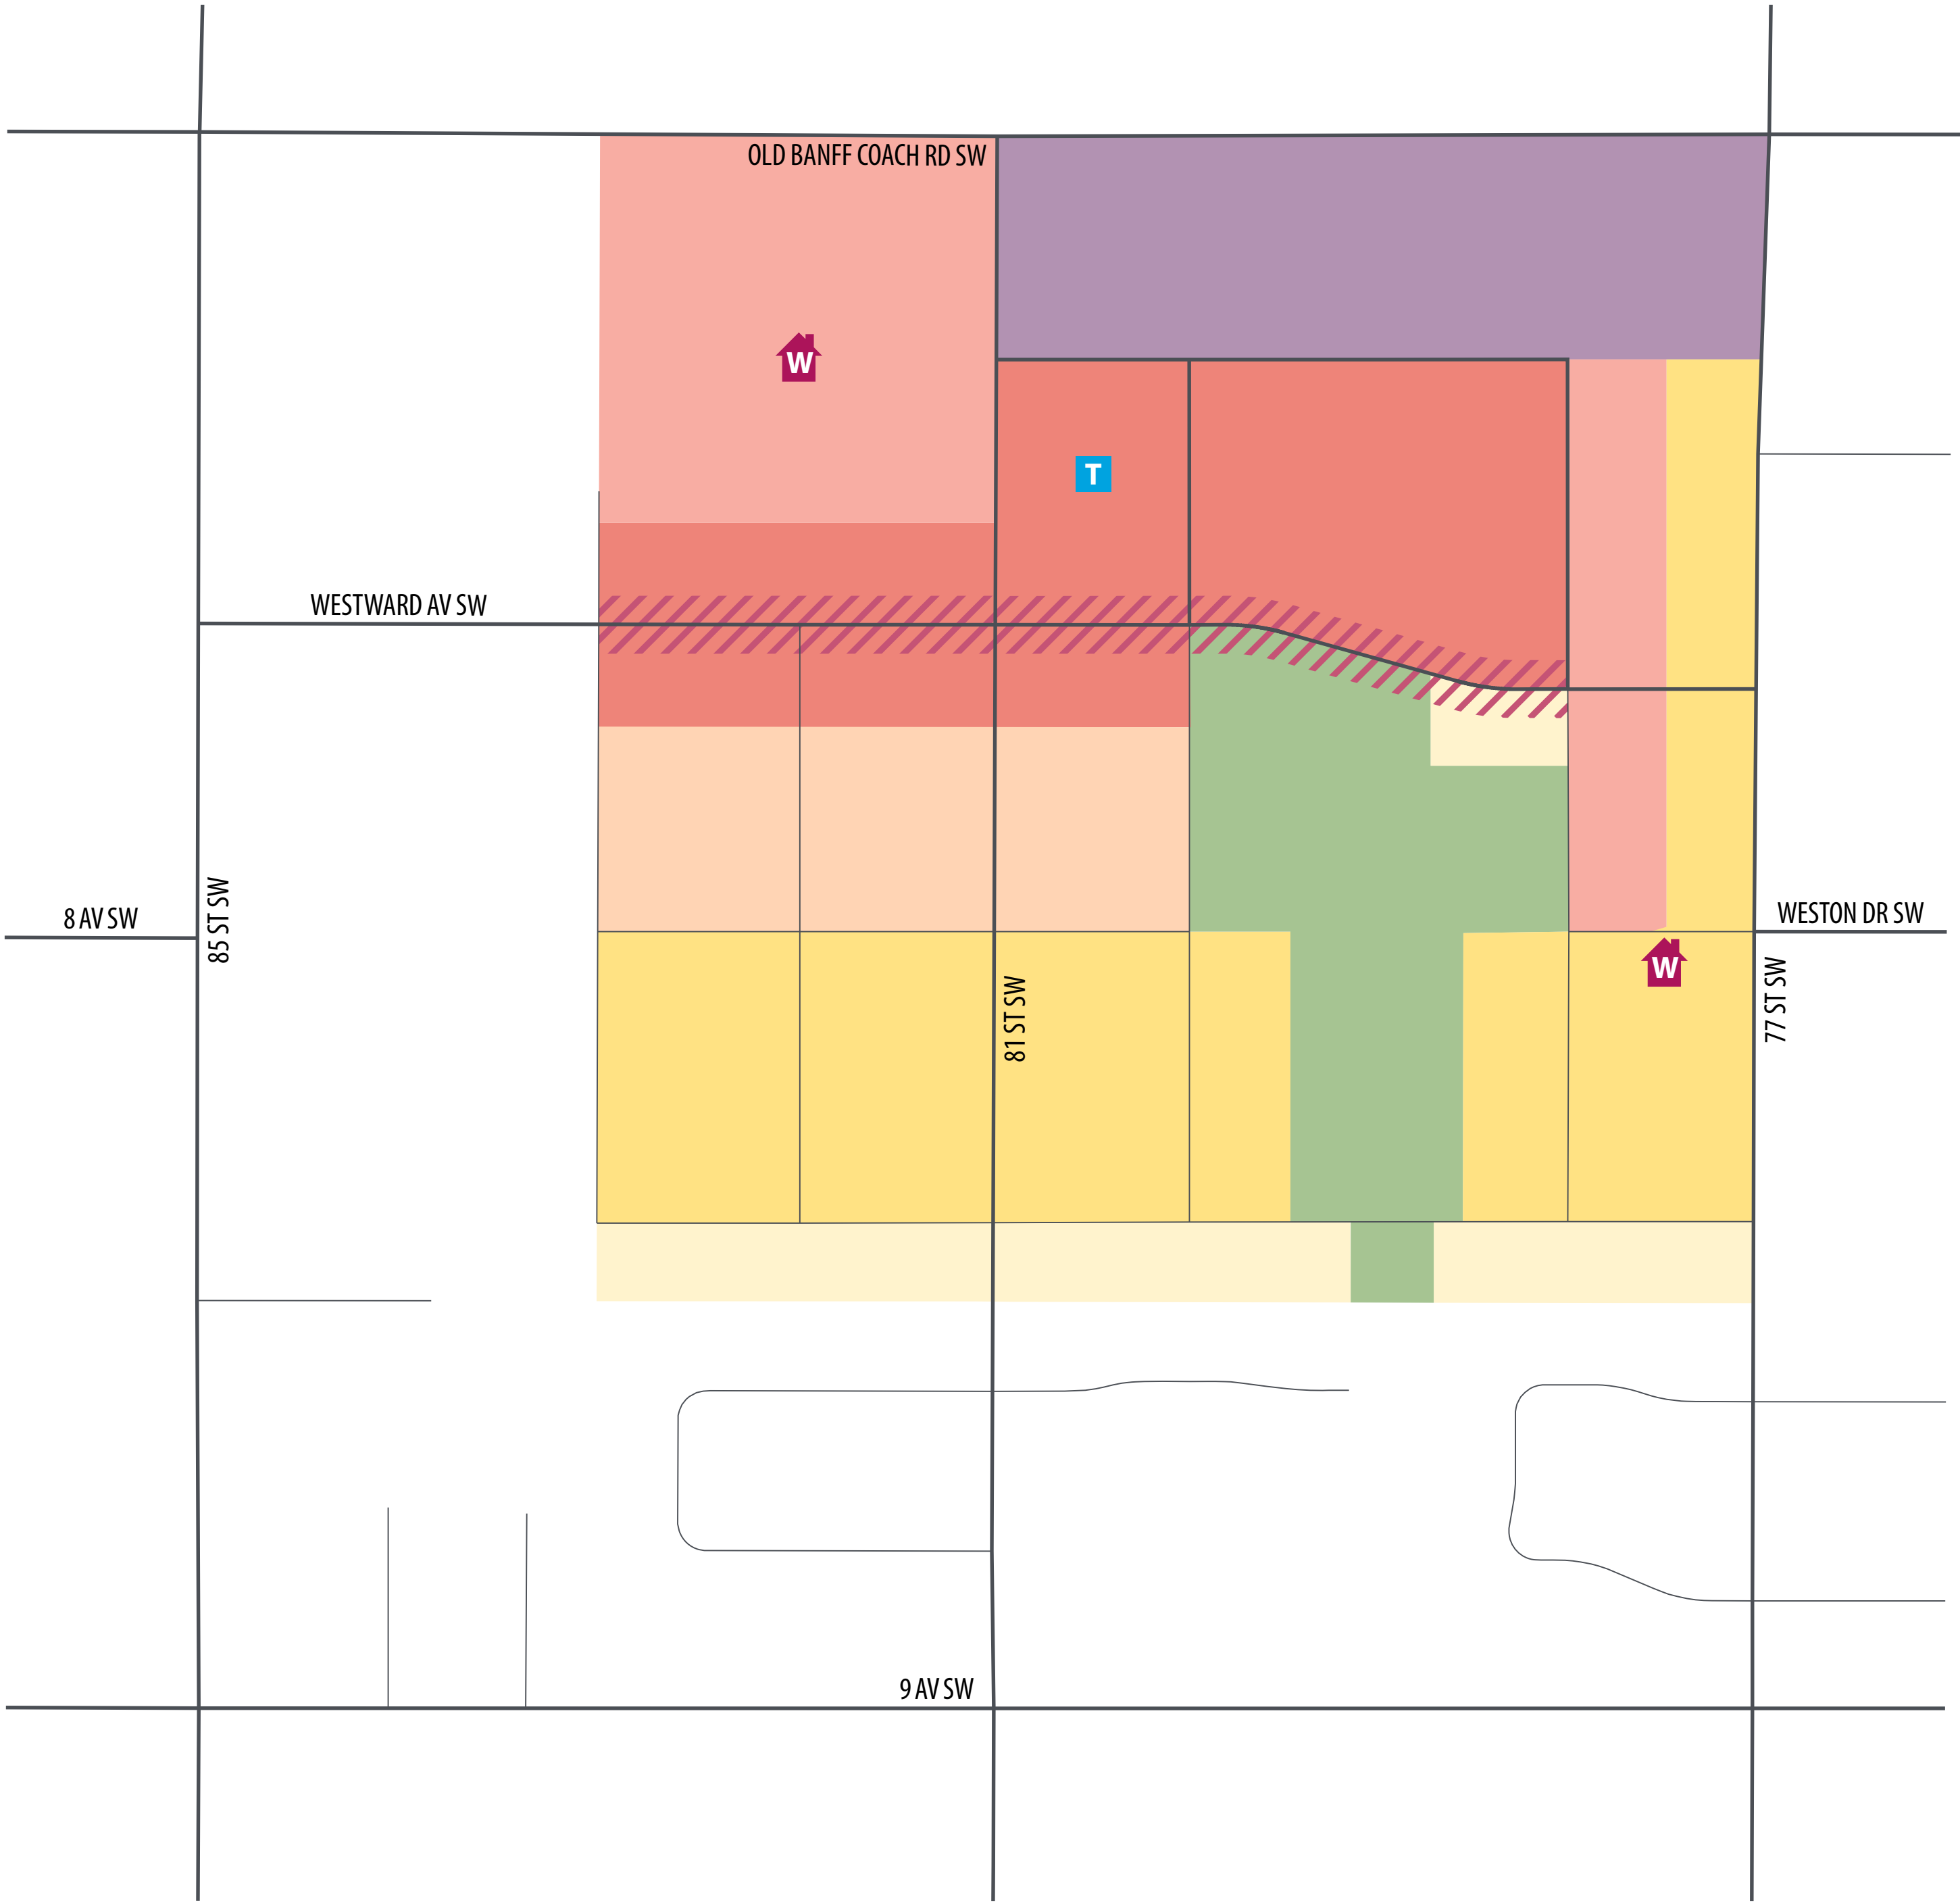 OLD BANFF COACH RD SW
W
T
WESTWARD AV SW
8 AV SW
85 ST SW
WESTON DR SW
W
81 ST SW
77 ST SW
9 AV SW